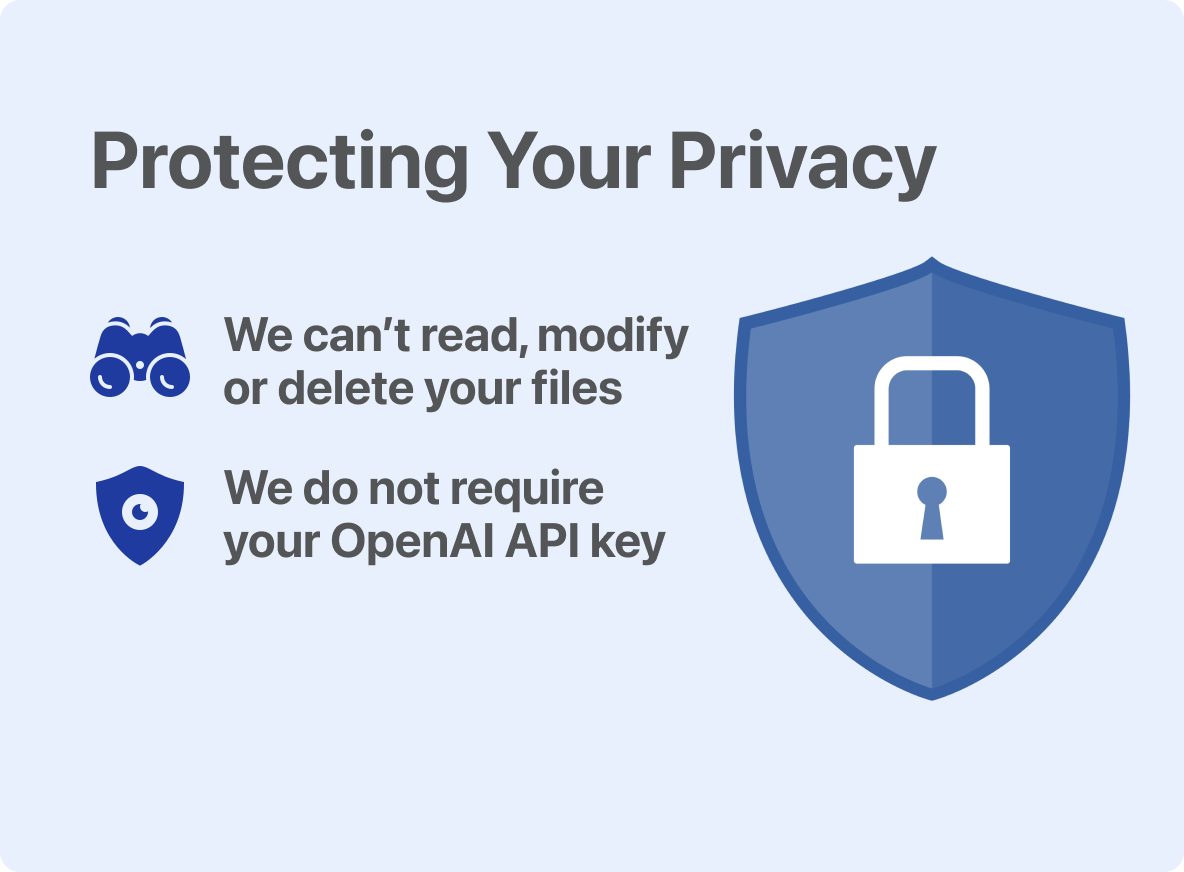 Protecting Your Privacy
We can’t read, modify
or delete your files
We do not require
your OpenAI API key